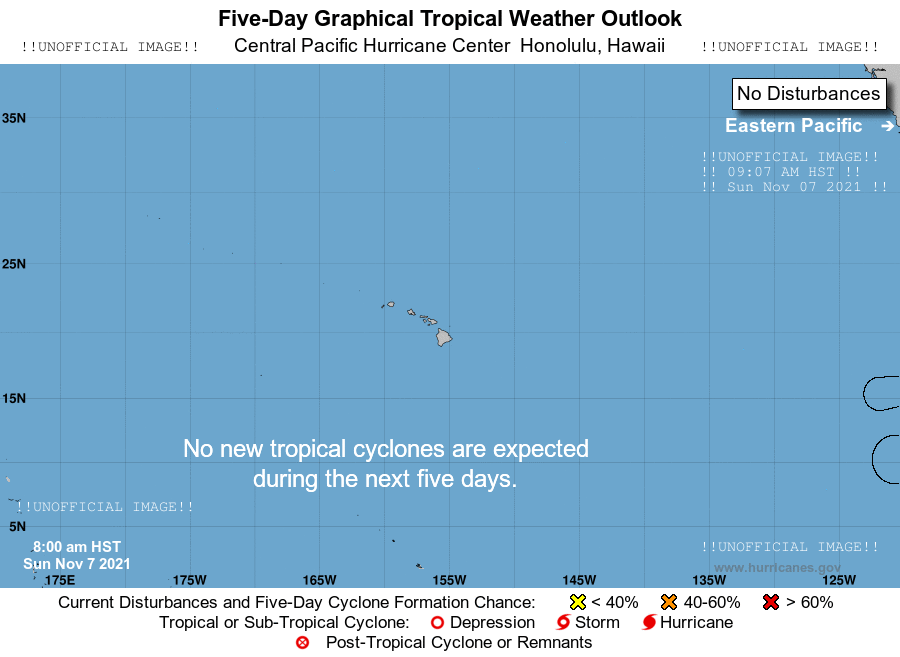 Five-Day Graphical Tropical Weather Outlook
!!UNOFFICIAL IMAGE!! Central Pacific Hurricane Center Honolulu, Hawaii !!UNOFFICIAL IMAGE!!
No Disturbances
35N
Eastern Pacific ➔
!!UNOFFICIAL IMAGE!!
!! 09:07 AM HST !!
!! Sun Nov 07 2021 !!
25N
15N
No new tropical cyclones are expected
during the next five days.
!!UNOFFICIAL IMAGE!!
5N
8:00 am HST
Sun Nov 7 2021
!!UNOFFICIAL IMAGE!!
www.hurricanes.gov
175E 175W 165W 155W 145W 135W 125W
Current Disturbances and Five-Day Cyclone Formation Chance: < 40% 40-60% > 60%
Tropical or Sub-Tropical Cyclone: Depression Storm Hurricane
Post-Tropical Cyclone or Remnants